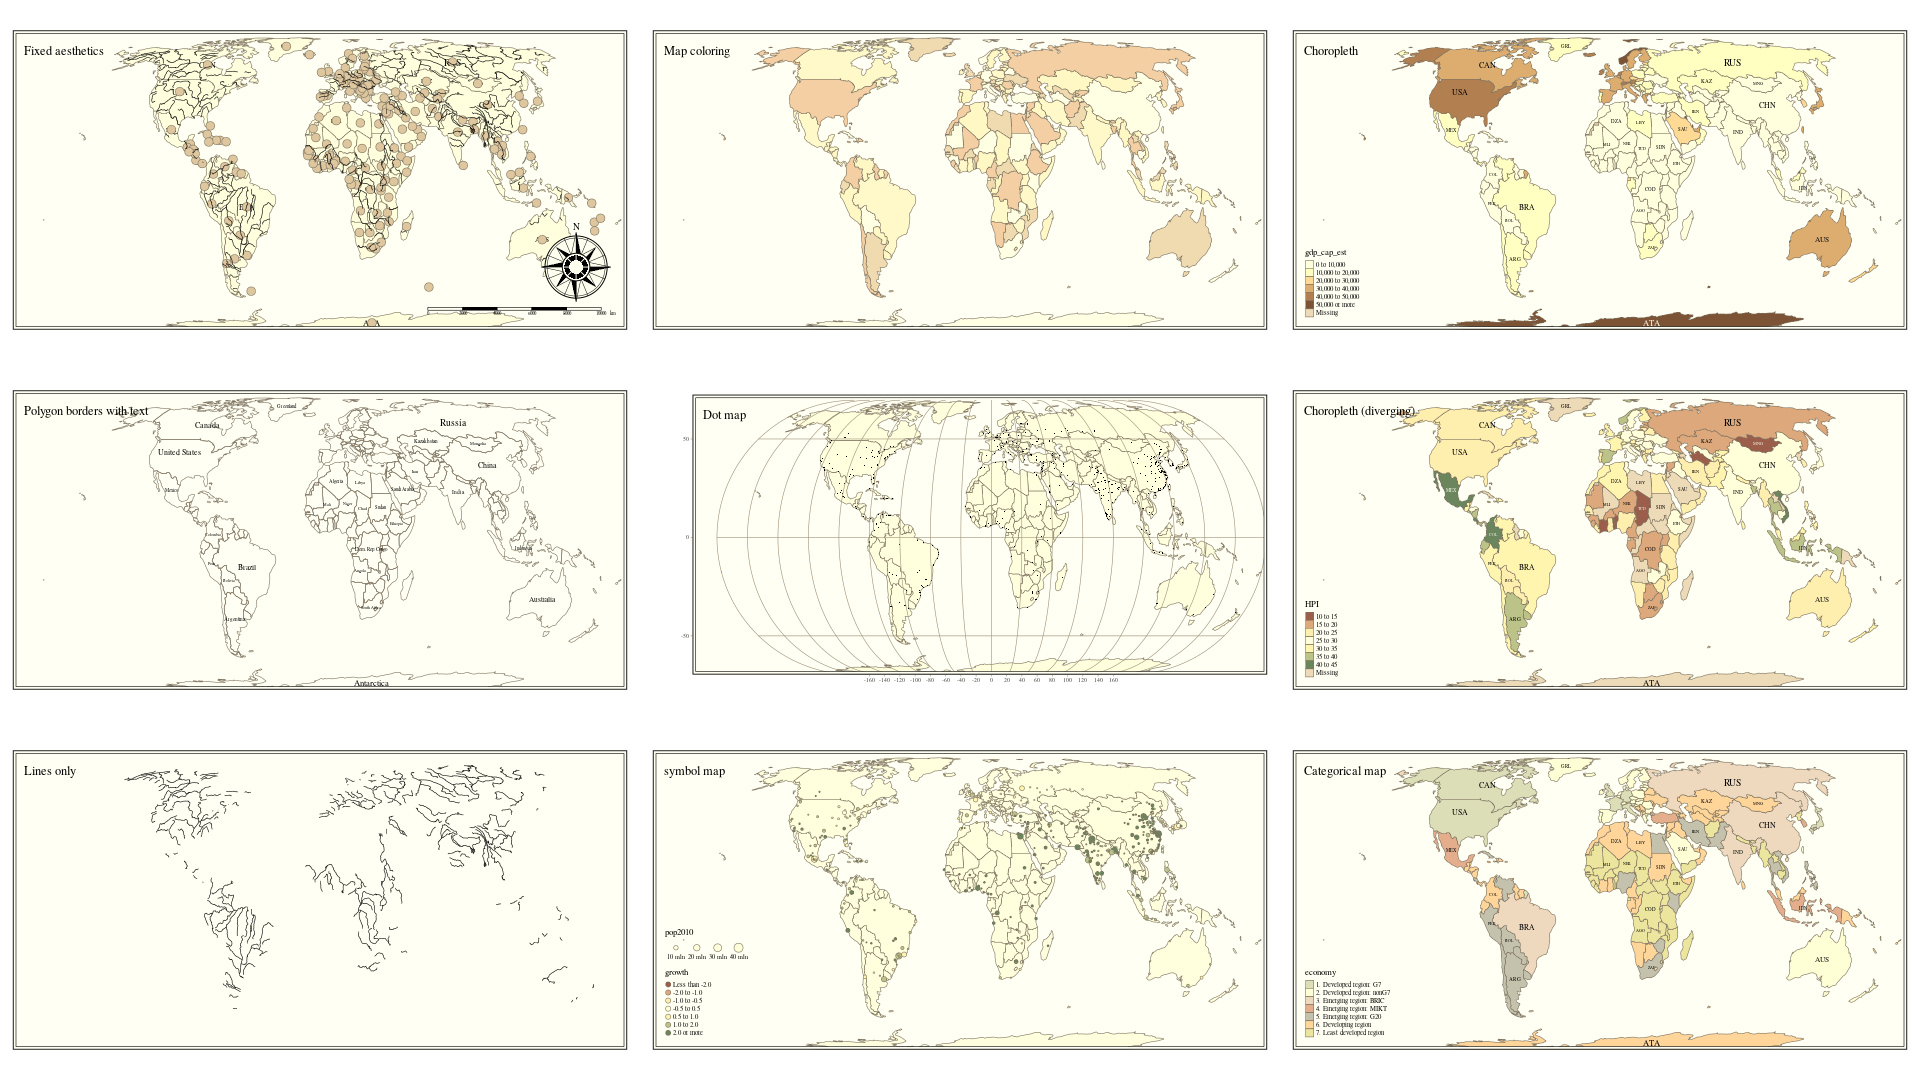 Fixed aesthetics
N
km
Map coloring
Choropleth
GRL
CAN
RUS
USA
KAZ
MNG
CHN
MEX
DZA
LBY
SAU
IRN
IND
MLI
NER
TCD
SDN
ETH
COL
COD
IDN
PER
BRA
BOL
AGO
ARG
ZAF
AUS
gdp_cap_est
0 to 10,000
10,000 to 20,000
20,000 to 30,000
30,000 to 40,000
40,000 to 50,000
50,000 or more
Missing
ATA
Polygon borders with text
Greenland
Canada
Russia
United States
Kazakhstan
Mongolia
China
Mexico
Algeria
Libya
Saudi Arabia
Iran
India
Mali
Niger
Chad
Sudan
Ethiopia
Colombia
Dem. Rep. Congo
Indonesia
Peru
Brazil
Bolivia
Angola
Argentina
South Africa
Australia
Antarctica
Dot map
50
0
-50
-160 -140 -120 -100 -80 -60 -40 -20 0 20 40 60 80 100 120 140 160
Choropleth (diverging)
GRL
CAN
RUS
USA
KAZ
MNG
CHN
MEX
DZA
LBY
SAU
IRN
IND
MLI
NER
TCD
SDN
ETH
COL
COD
IDN
PER
BRA
BOL
AGO
ARG
ZAF
AUS
HPI
10 to 15
15 to 20
20 to 25
25 to 30
30 to 35
35 to 40
40 to 45
Missing
ATA
Lines only
symbol map
pop2010
10 mln 20 mln 30 mln 40 mln
growth
Less than -2.0
-2.0 to -1.0
-1.0 to -0.5
-0.5 to 0.5
0.5 to 1.0
1.0 to 2.0
2.0 or more
Categorical map
GRL
CAN
RUS
USA
KAZ
MNG
CHN
MEX
DZA
LBY
SAU
IRN
IND
MLI
NER
TCD
SDN
ETH
COL
COD
IDN
PER
BRA
BOL
AGO
ARG
ZAF
AUS
economy
1. Developed region: G7
2. Developed region: nonG7
3. Emerging region: BRIC
4. Emerging region: MIKT
5. Emerging region: G20
6. Developing region
7. Least developed region
ATA